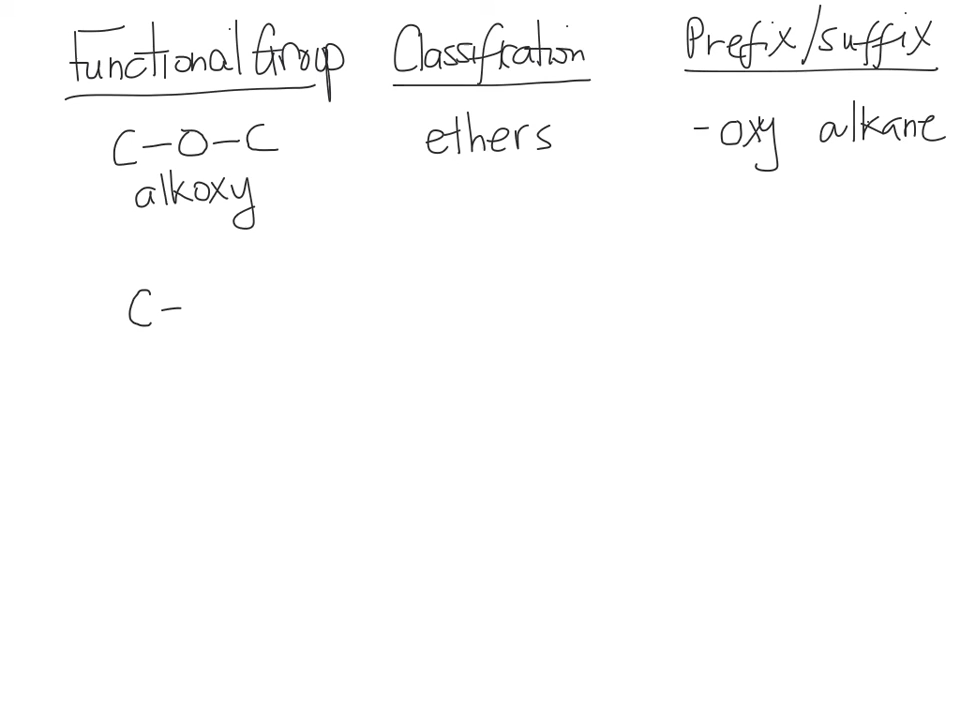 Functional Group Classification Prefix/suffix
C-O-C ethers -oxy alkane
alkoxy
C-